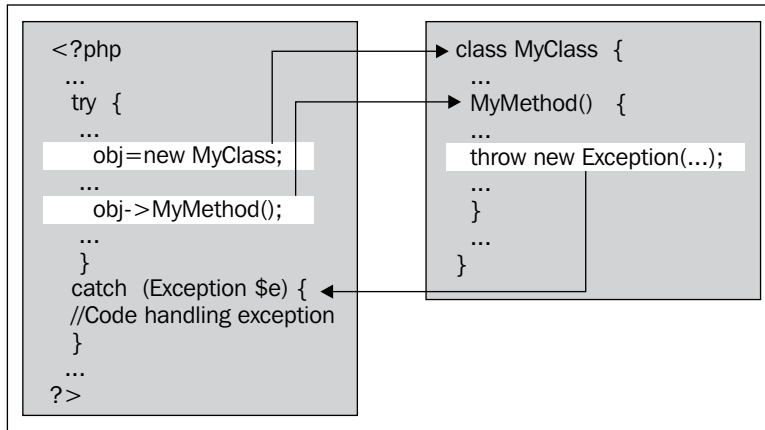 <?php
...
try {
...
obj=new MyClass;
...
obj->MyMethod();
...
}
catch (Exception $e) {
//Code handling exception
}
...
?>
class MyClass {
...
MyMethod() {
...
throw new Exception(...);
...
}
...
}